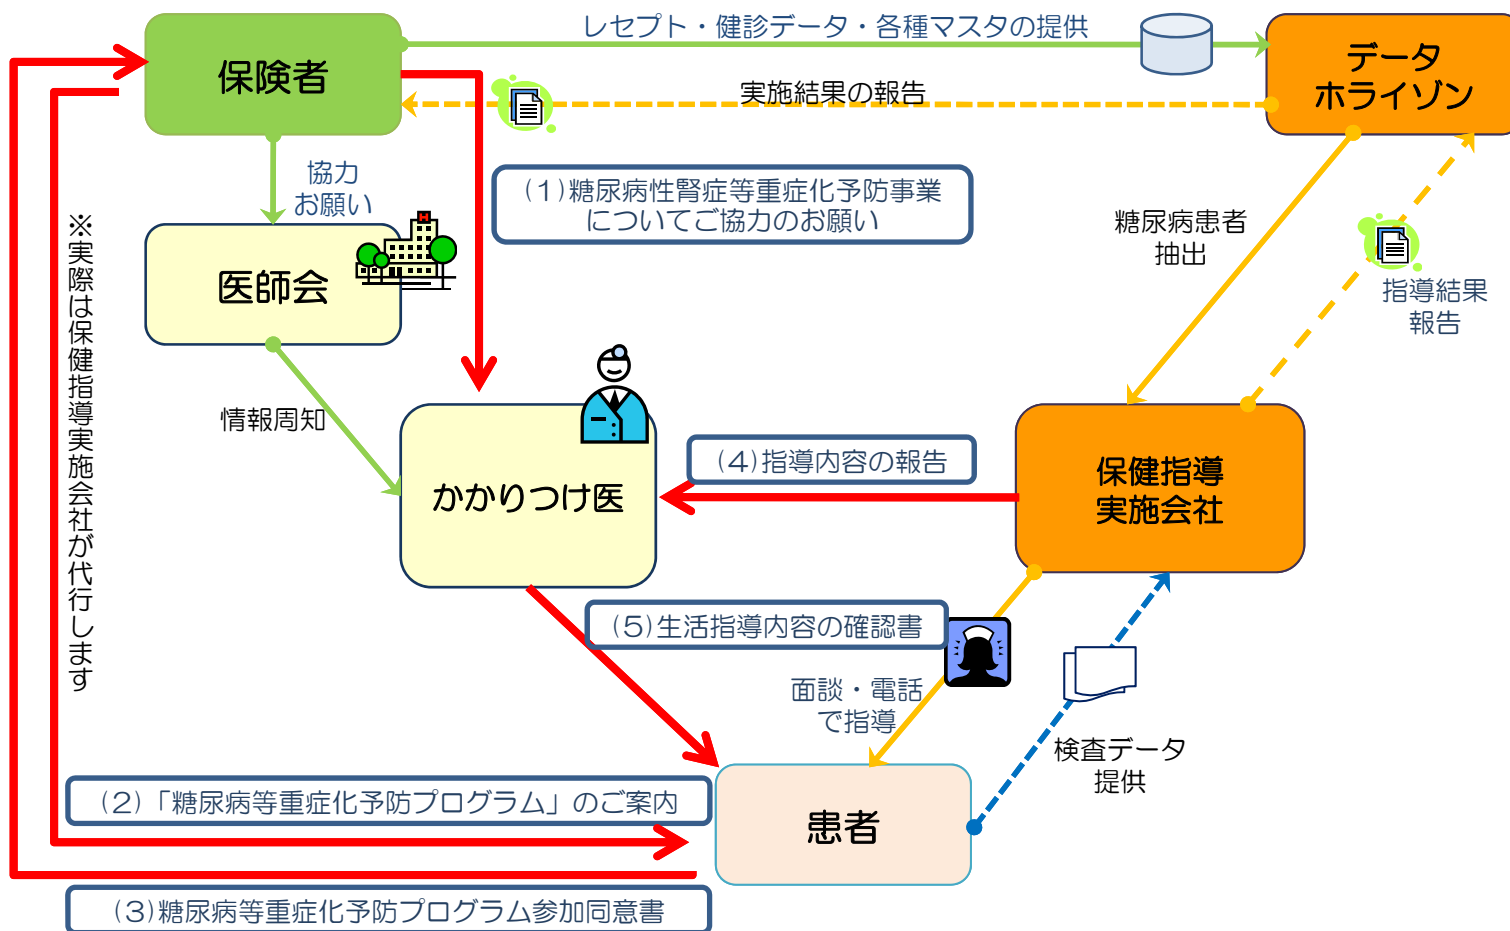 レセプト・健診データ・各種マスタの提供
保険者
データ
ホライゾン
実施結果の報告
協力
お願い
(1)糖尿病性腎症等重症化予防事業
についてご協力のお願い
糖尿病患者
抽出
※実際は保健指導実施会社が代行します
H
医師会
指導結果
報告
情報周知
(4)指導内容の報告
保健指導
実施会社
かかりつけ医
(5)生活指導内容の確認書
面談・電話
で指導
検査データ
提供
(2)「糖尿病等重症化予防プログラム」のご案内
患者
(3)糖尿病等重症化予防プログラム参加同意書